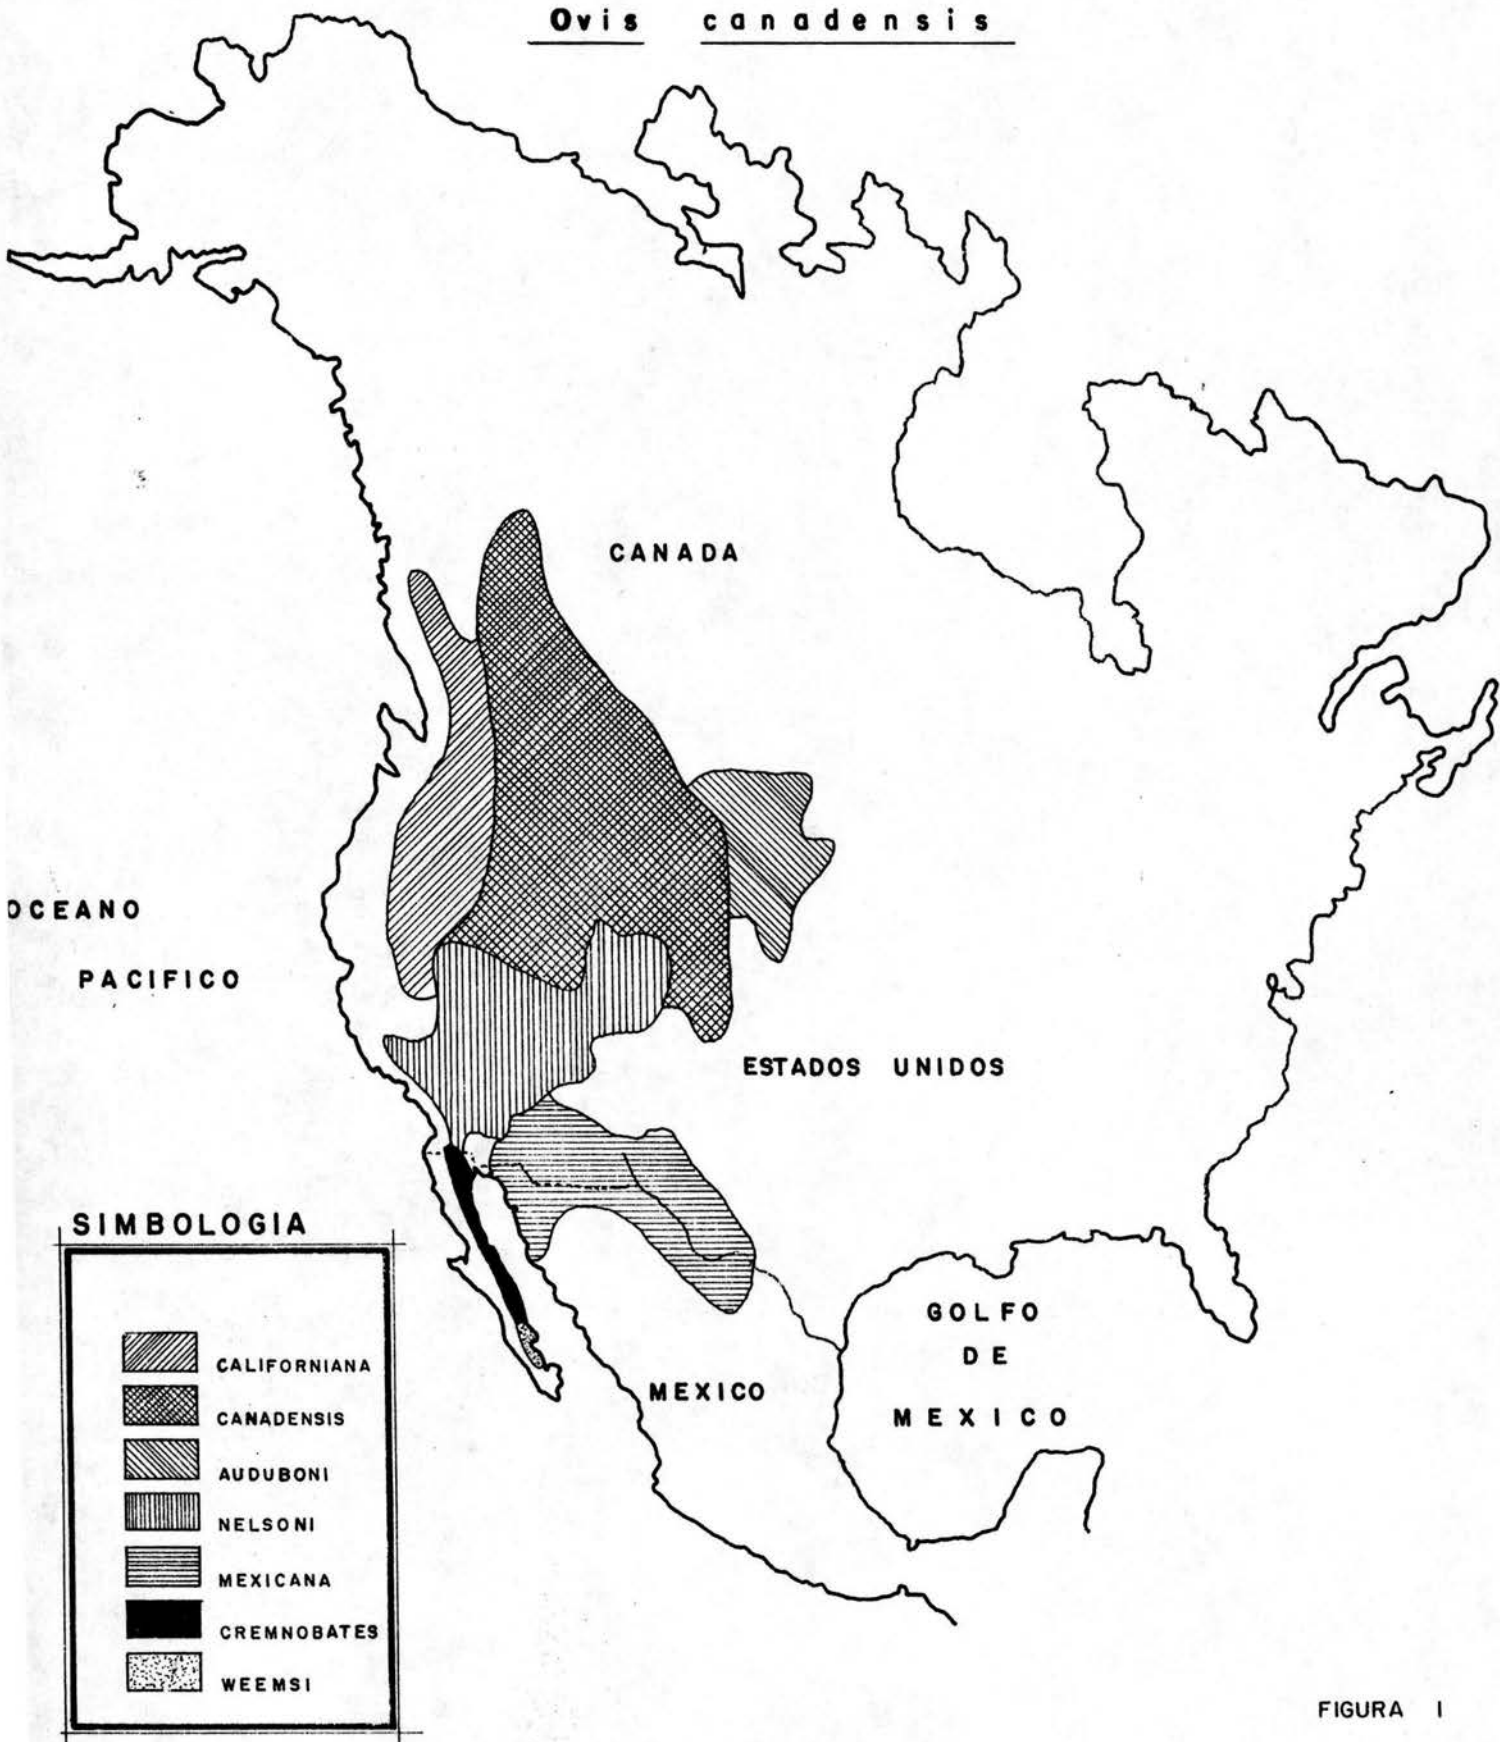 Ovis canadensis
CANADA
OCEANO
PACIFICO
ESTADOS UNIDOS
SIMBOLOGIA
CALIFORNIANA
CANADENSIS
AUDUBONI
NELSONI
MEXICANA
CREMNOBATES
WEEMSI
GOLFO
DE
MEXICO
MEXICO
FIGURA 1